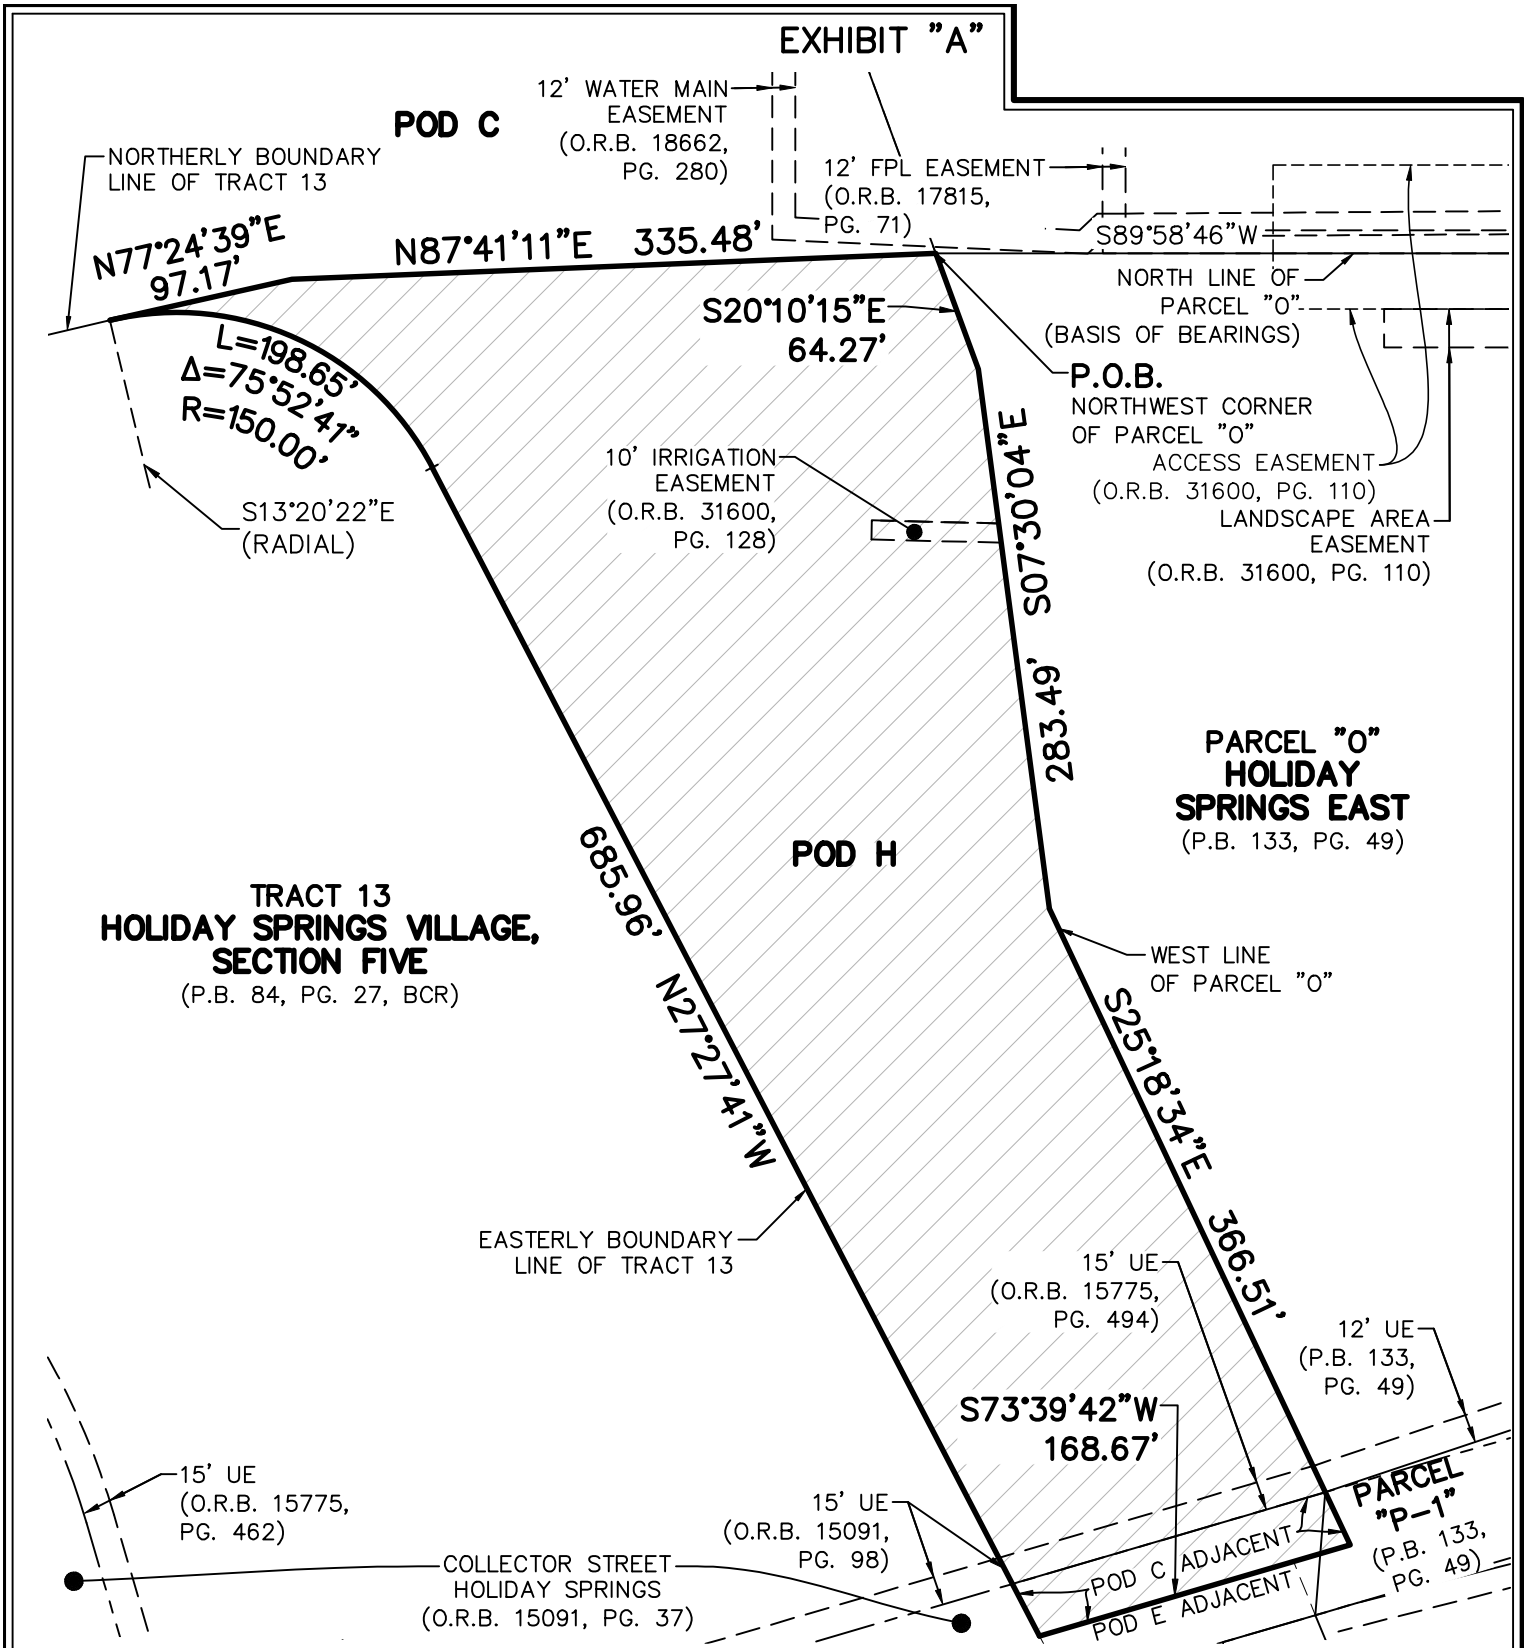 EXHIBIT "A"
POD C
12' WATER MAIN
EASEMENT
(O.R.B. 18662,
PG. 280)
NORTHERLY BOUNDARY
LINE OF TRACT 13
12' FPL EASEMENT
(O.R.B. 17815,
PG. 71)
N77°24'39"E
97.17'
N87°41'11"E 335.48'
S89°58'46"W
NORTH LINE OF
PARCEL "O"
(BASIS OF BEARINGS)
S20°10'15"E
64.27'
L=198.65'
Δ=75°52'41"
R=150.00'
P.O.B.
NORTHWEST CORNER
OF PARCEL "O"
ACCESS EASEMENT
(O.R.B. 31600, PG. 110)
LANDSCAPE AREA
EASEMENT
(O.R.B. 31600, PG. 110)
10' IRRIGATION
EASEMENT
(O.R.B. 31600,
PG. 128)
S13°20'22"E
(RADIAL)
283.49' S07°30'04"E
PARCEL "O"
HOLIDAY
SPRINGS EAST
(P.B. 133, PG. 49)
POD H
TRACT 13
HOLIDAY SPRINGS VILLAGE,
SECTION FIVE
(P.B. 84, PG. 27, BCR)
685.96' N27°27'41"W
WEST LINE
OF PARCEL "O"
S25°18'34"E 366.51'
EASTERLY BOUNDARY
LINE OF TRACT 13
15' UE
(O.R.B. 15775,
PG. 494)
12' UE
(P.B. 133,
PG. 49)
S73°39'42"W
168.67'
15' UE
(O.R.B. 15775,
PG. 462)
15' UE
(O.R.B. 15091,
PG. 98)
PARCEL
"P-1"
(P.B. 133,
PG. 49)
POD C ADJACENT
POD E ADJACENT
COLLECTOR STREET
HOLIDAY SPRINGS
(O.R.B. 15091, PG. 37)